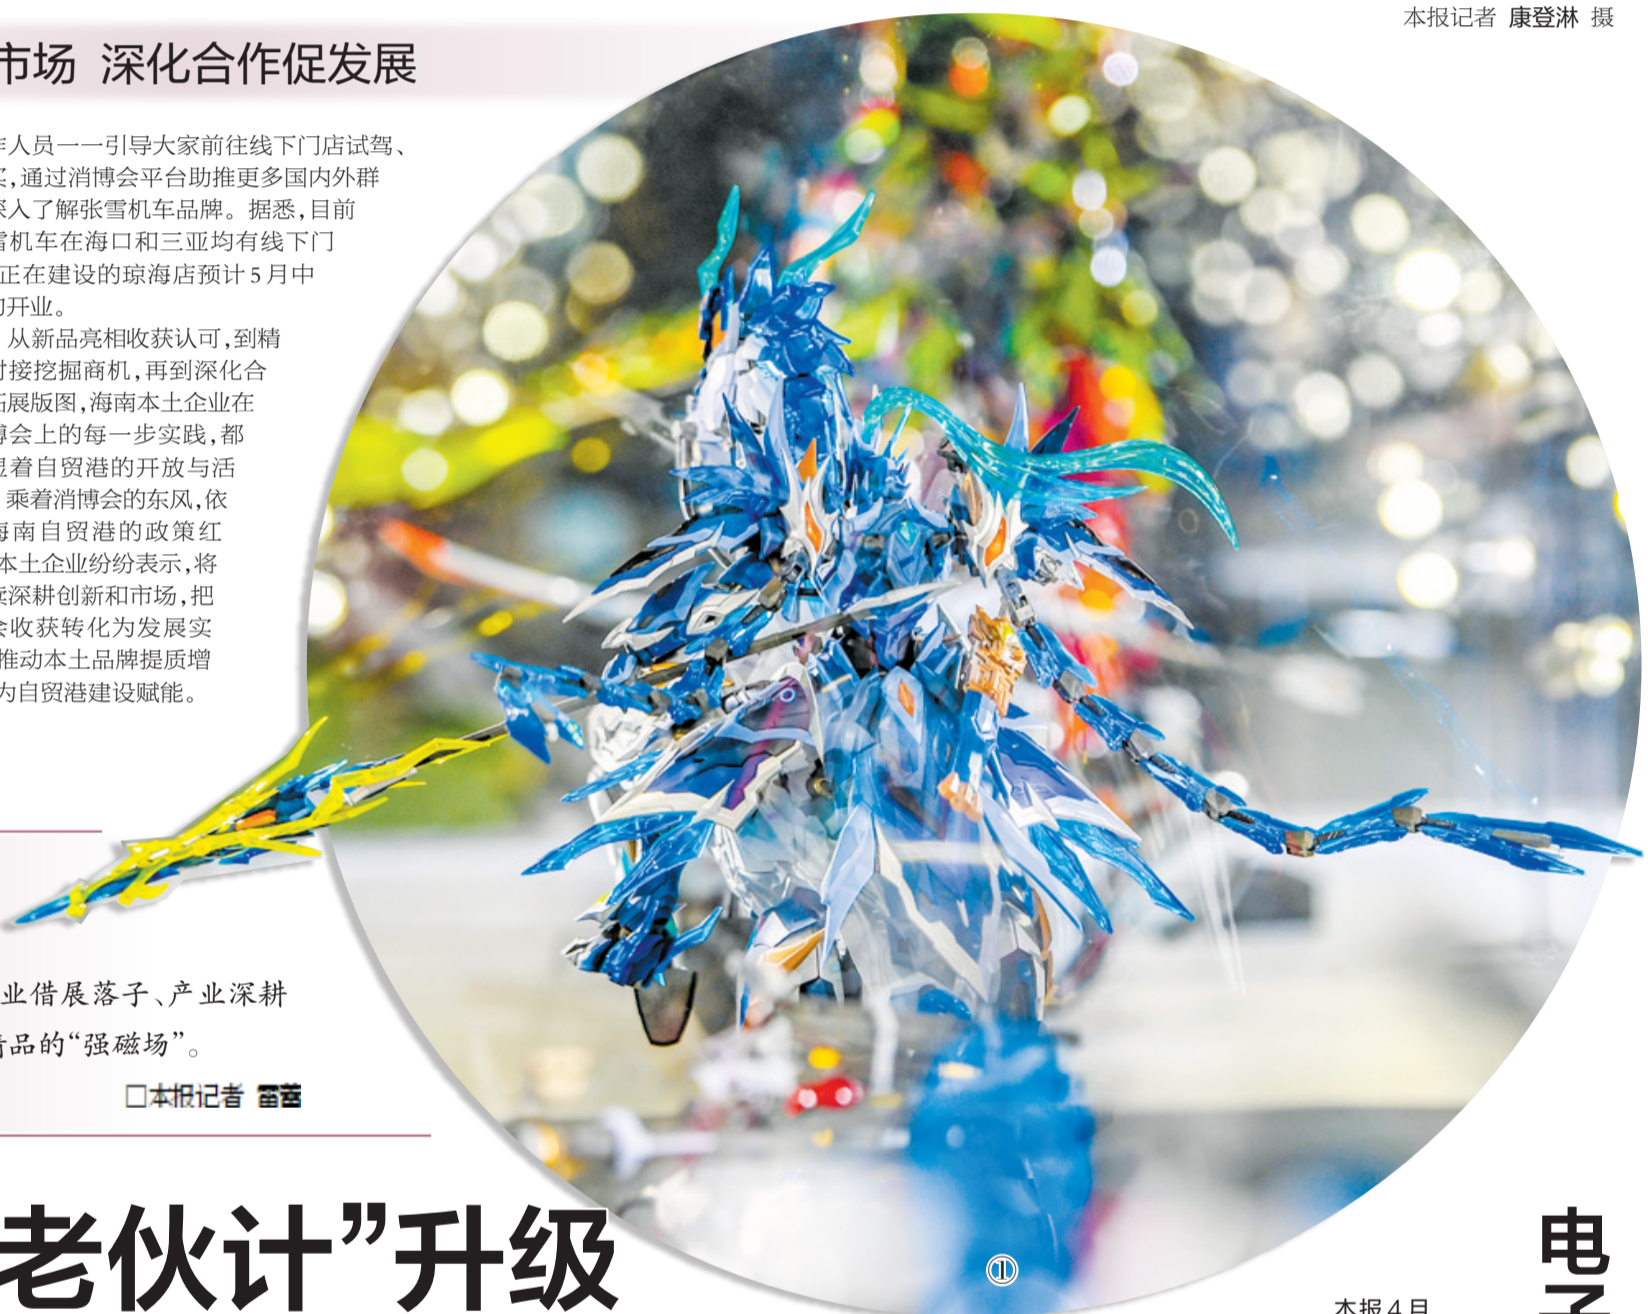 本报记者 康登淋 摄
市场 深化合作促发展
作人员一一引导大家前往线下门店试驾、
买,通过消博会平台助推更多国内外群
深入了解张雪机车品牌。据悉,目前
雪机车在海口和三亚均有线下门
正在建设的琼海店预计5月中
旬开业。
从新品亮相收获认可,到精
对接挖掘商机,再到深化合
拓展版图,海南本土企业在
博会上的每一步实践,都
显着自贸港的开放与活
乘着消博会的东风,依
海南自贸港的政策红
本土企业纷纷表示,将
续深耕创新和市场,把
会收获转化为发展实
推动本土品牌提质增
为自贸港建设赋能。
业借展落子、产业深耕
精品的“强磁场”。
□本报记者 雷蕾
老伙计”升级
①
电子
本报4月